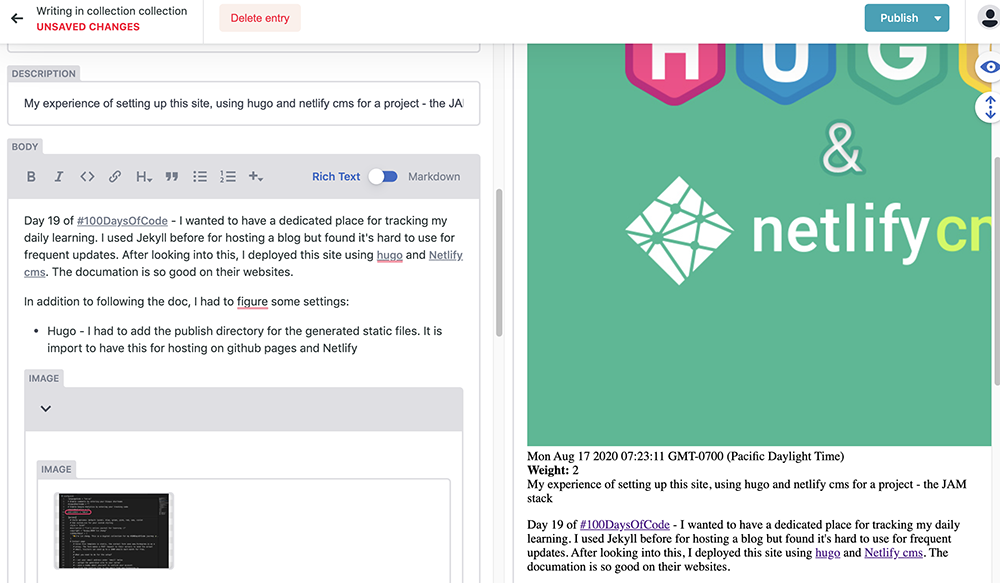 Writing in collection collection
UNSAVED CHANGES
Delete entry
Publish
DESCRIPTION
My experience of setting up this site, using hugo and netlify cms for a project - the JA
BODY
B I H
Rich Text
Markdown
Day 19 of #100DaysOfCode - I wanted to have a dedicated place for tracking my
daily learning. I used Jekyll before for hosting a blog but found it's hard to use for
frequent updates. After looking into this, I deployed this site using hugo and Netlify
cms. The documation is so good on their websites.
In addition to following the doc, I had to figure some settings:
• Hugo - I had to add the publish directory for the generated static files. It is
import to have this for hosting on github pages and Netlify
IMAGE
IMAGE
HUG
&
netlifycn
Mon Aug 17 2020 07:23:11 GMT-0700 (Pacific Daylight Time)
Weight: 2
My experience of setting up this site, using hugo and netlify cms for a project - the JAM
stack
Day 19 of #100DaysOfCode - I wanted to have a dedicated place for tracking my daily
learning. I used Jekyll before for hosting a blog but found it's hard to use for frequent
updates. After looking into this, I deployed this site using hugo and Netlify cms. The
documation is so good on their websites.